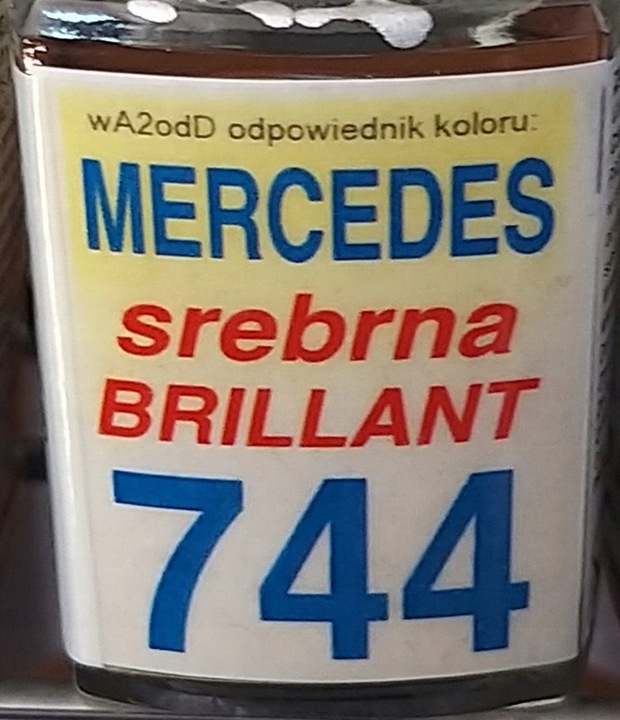 wA2odD odpowiednik koloru:
MERCEDES
srebrna
BRILLANT
744